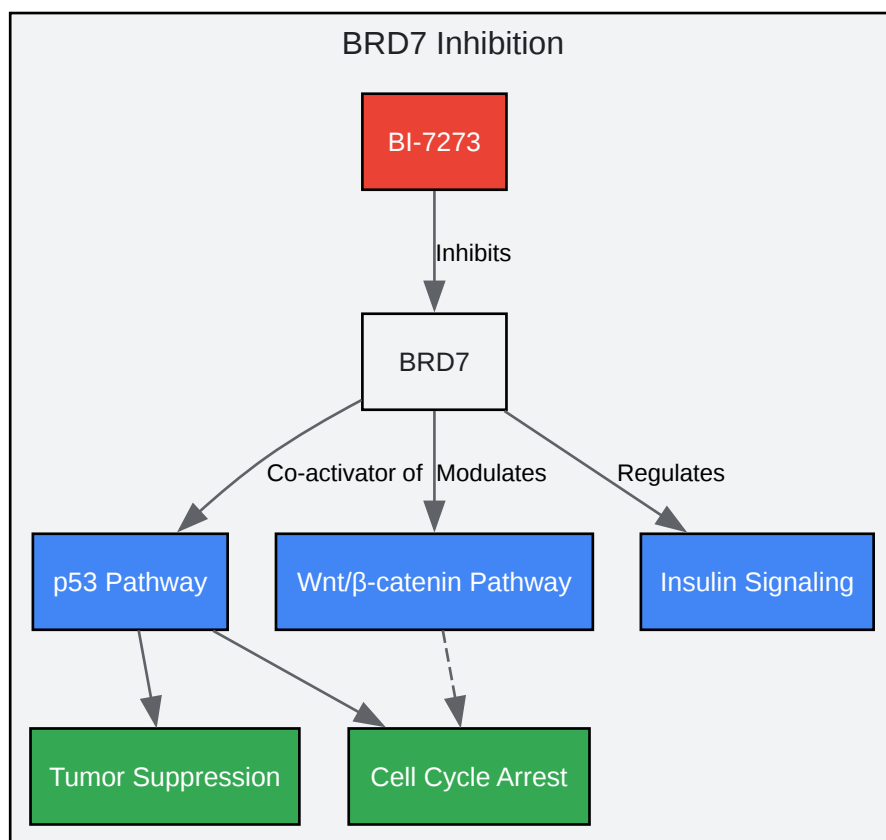 BRD7 Inhibition
BI-7273
Inhibits
BRD7
Co-activator of
Modulates
Regulates
p53 Pathway
Wnt/β-catenin Pathway
Insulin Signaling
Tumor Suppression
Cell Cycle Arrest